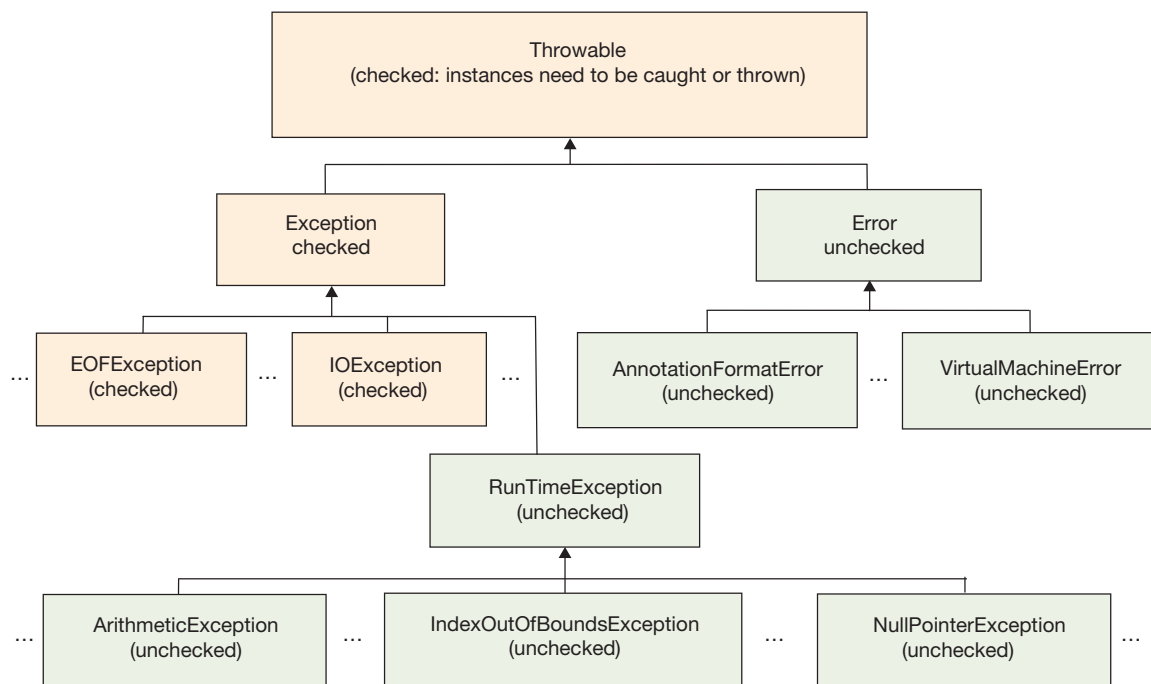 Throwable
(checked: instances need to be caught or thrown)
Exception
checked
Error
unchecked
... EOFException
(checked)
... IOException
(checked)
...
AnnotationFormatError
(unchecked)
... VirtualMachineError
(unchecked)
RunTimeException
(unchecked)
... ArithmeticException
(unchecked)
... IndexOutOfBoundsException
(unchecked)
... NullPointerException
(unchecked)
...